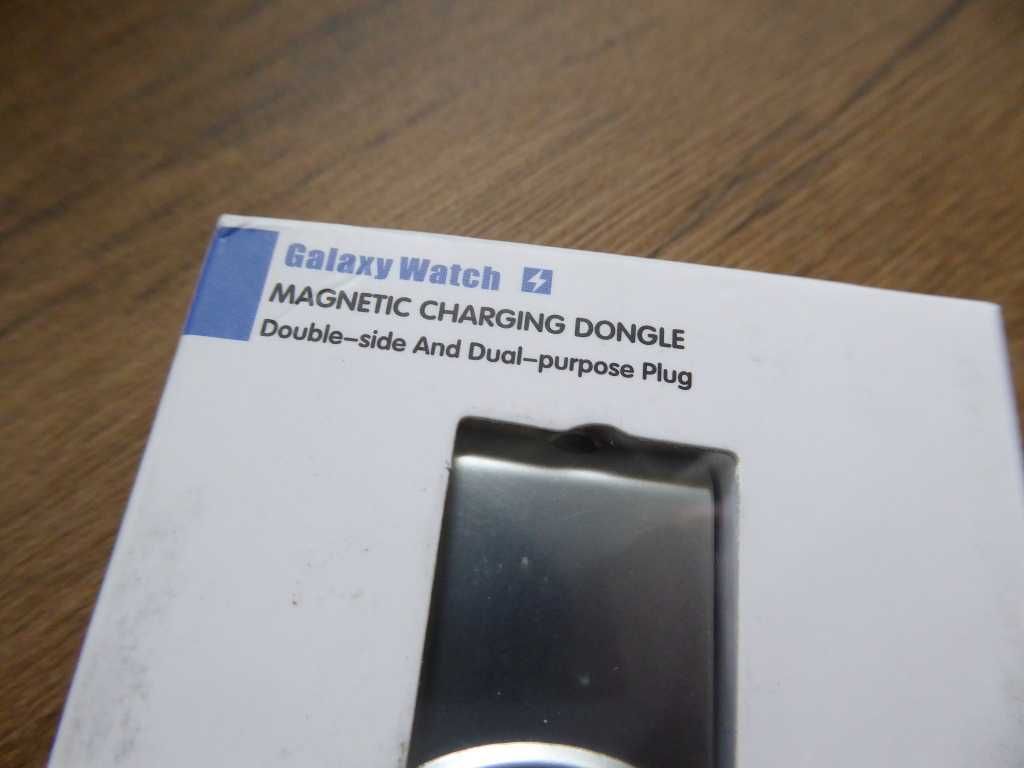 Galaxy Watch
MAGNETIC CHARGING DONGLE
Double-side And Dual-purpose Plug